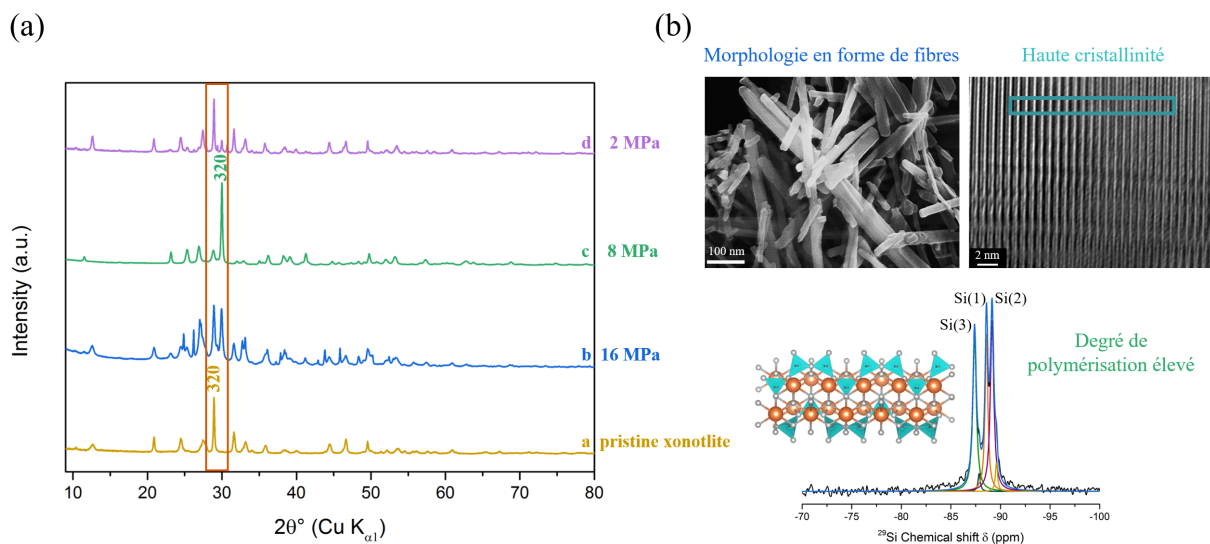 (a)
Intensity (a.u.)
d 2 MPa
320
c 8 MPa
b 16 MPa
320
a pristine xonotlite
10 20 30 40 50 60 70 80
2θ° (Cu Kα1)
(b)
Morphologie en forme de fibres
Haute cristallinité
100 nm
2 nm
Si(1) Si(2)
Si(3)
Degré de
polymérisation élevé
-70 -75 -80 -85 -90 -95 -100
²⁹Si Chemical shift δ (ppm)